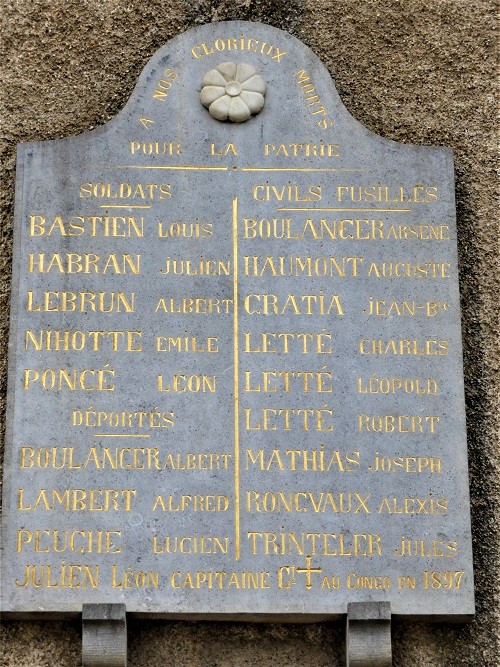 A NOS GLORIEUX MORTS
POUR LA PATRIE
SOLDATS
BASTIEN LOUIS
HABRAN JULIEN
LEBRUN ALBERT
NIHOTTE EMILE
PONCÉ LÉON
DÉPORTÉS
BOULANGER ALBERT
LAMBERT ALFRED
PEUCHE LUCIEN
CIVILS FUSILLÉS
BOULANGER ARSÈNE
HAUMONT AUGUSTE
GRATIA JEAN-Bte
LETTÉ CHARLES
LETTÉ LÉOPOLD
LETTÉ ROBERT
MATHIAS JOSEPH
RONGVAUX ALEXIS
TRINTELER JULES
JULIEN LÉON CAPITAINE Ct + AU CONGO EN 1897